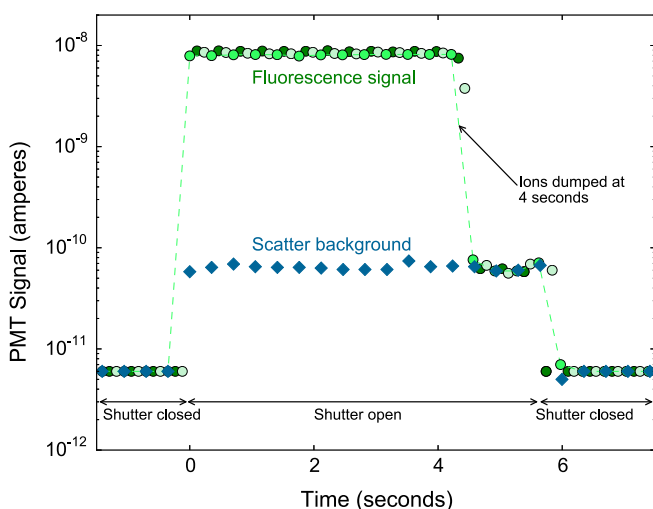 10⁻⁸
Fluorescence signal
10⁻⁹
Ions dumped at
4 seconds
10⁻¹⁰
Scatter background
10⁻¹¹
Shutter closed
Shutter open
Shutter closed
10⁻¹²
0
2
4
6
Time (seconds)
PMT Signal (amperes)